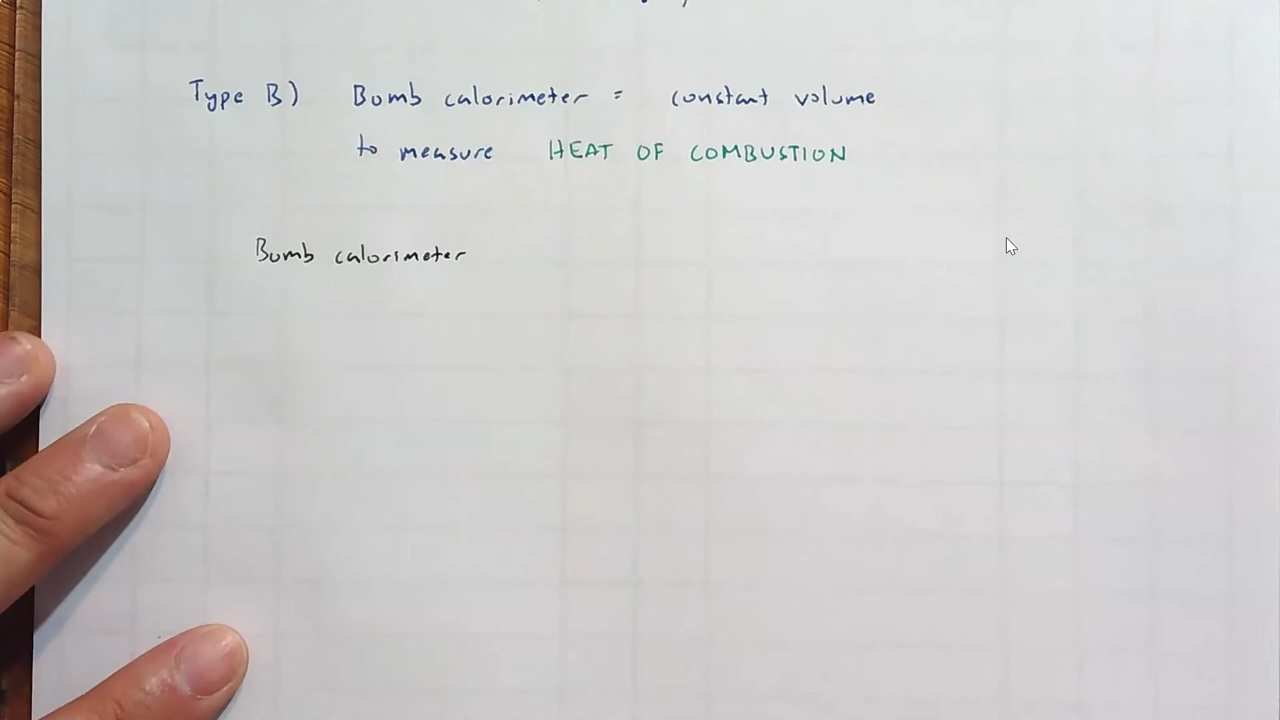 Type B) Bomb calorimeter = constant volume
to measure HEAT OF COMBUSTION
Bomb calorimeter